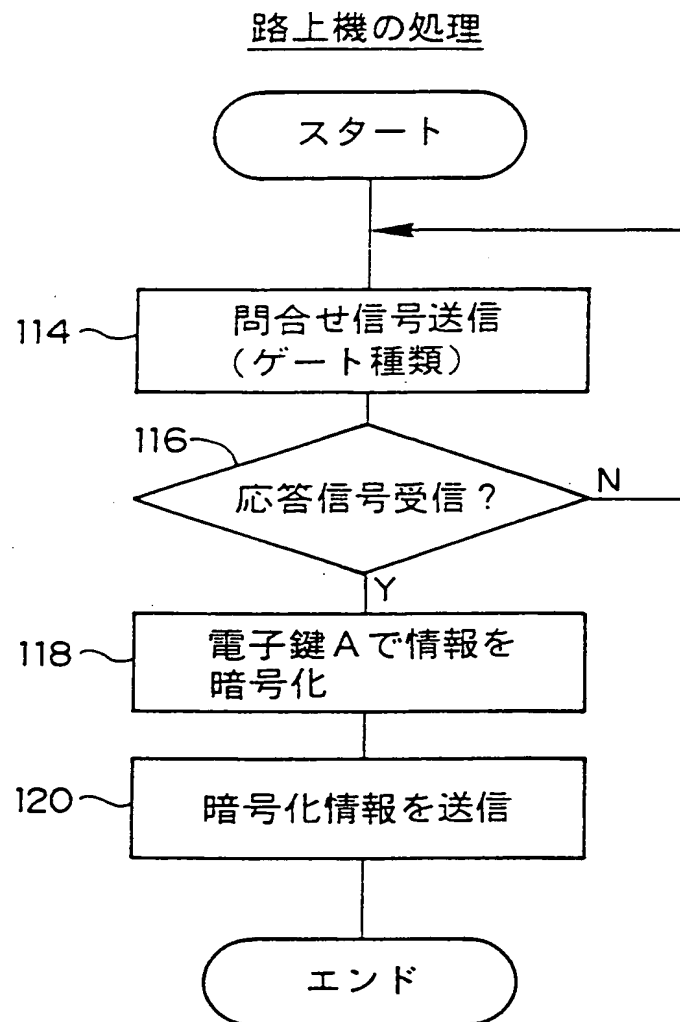 路上機の処理
スタート
114
問合せ信号送信
(ゲート種類)
116
応答信号受信?
N
Y
118
電子鍵Aで情報を
暗号化
120
暗号化情報を送信
エンド